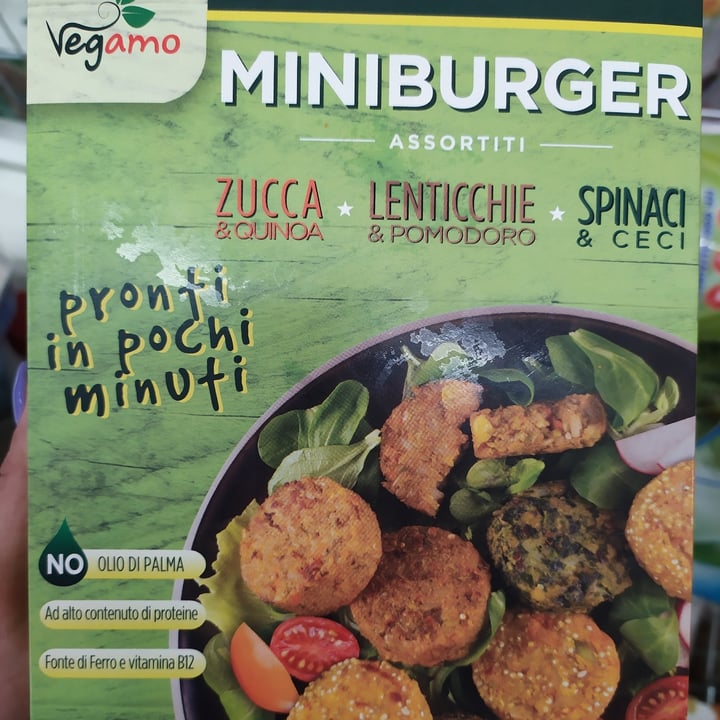 Vegamo
MINIBURGER
ASSORTITI
ZUCCA
& QUINOA
LENTICCHIE
& POMODORO
SPINACI
& CECI
pronti
in pochi
minuti
NO OLIO DI PALMA
Ad alto contenuto di proteine
Fonte di Ferro e vitamina B12